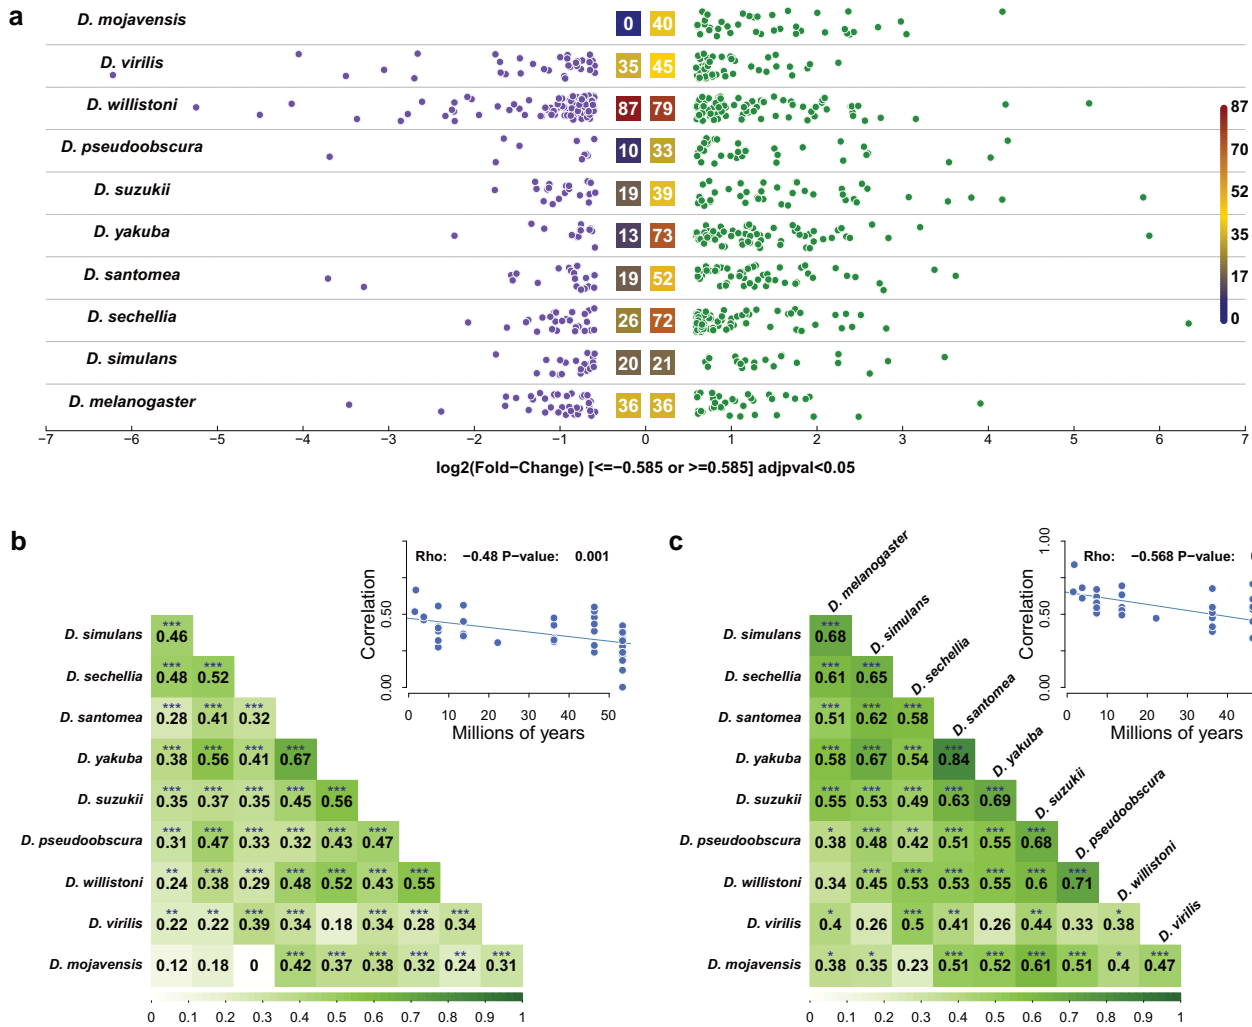 a
D. mojavensis 0 40
D. virilis 35 45
D. willistoni 87 79
D. pseudoobscura 10 33
D. suzukii 19 39
D. yakuba 13 73
D. santomea 19 52
D. sechellia 26 72
D. simulans 20 21
D. melanogaster 36 36
87
70
52
35
17
0
−7 −6 −5 −4 −3 −2 −1 0 1 2 3 4 5 6 7
log2(Fold−Change) [<=−0.585 or >=0.585] adjpval<0.05
b
Rho: −0.48 P−value: 0.001
Correlation
0.00 0.50
0 10 20 30 40 50
Millions of years
*** 
D. simulans 0.46
*** ***
D. sechellia 0.48 0.52
*** *** ***
D. santomea 0.28 0.41 0.32
*** *** *** ***
D. yakuba 0.38 0.56 0.41 0.67
*** *** *** *** ***
D. suzukii 0.35 0.37 0.35 0.45 0.56
*** *** *** *** *** ***
D. pseudoobscura 0.31 0.47 0.33 0.32 0.43 0.47
** *** *** *** *** *** ***
D. willistoni 0.24 0.38 0.29 0.48 0.52 0.43 0.55
** ** *** *** *** *** ***
D. virilis 0.22 0.22 0.39 0.34 0.18 0.34 0.28 0.34
*** *** *** *** ** ***
D. mojavensis 0.12 0.18 0 0.42 0.37 0.38 0.32 0.24 0.31
0 0.1 0.2 0.3 0.4 0.5 0.6 0.7 0.8 0.9 1
c
Rho: −0.568 P−value:
Correlation
0.00 0.50 1.00
0 10 20 30 40
Millions of years
D. melanogaster
D. simulans
D. sechellia
D. santomea
D. yakuba
D. suzukii
D. pseudoobscura
D. willistoni
D. virilis
***
D. simulans 0.68
*** ***
D. sechellia 0.61 0.65
*** *** ***
D. santomea 0.51 0.62 0.58
*** *** *** ***
D. yakuba 0.58 0.67 0.54 0.84
*** *** *** *** ***
D. suzukii 0.55 0.53 0.49 0.63 0.69
* *** ** *** *** ***
D. pseudoobscura 0.38 0.48 0.42 0.51 0.55 0.68
*** *** *** *** *** ***
D. willistoni 0.34 0.45 0.53 0.53 0.55 0.6 0.71
* *** ** ** *
D. virilis 0.4 0.26 0.5 0.41 0.26 0.44 0.33 0.38
* * *** *** *** *** * ***
D. mojavensis 0.38 0.35 0.23 0.51 0.52 0.61 0.51 0.4 0.47
0 0.1 0.2 0.3 0.4 0.5 0.6 0.7 0.8 0.9 1